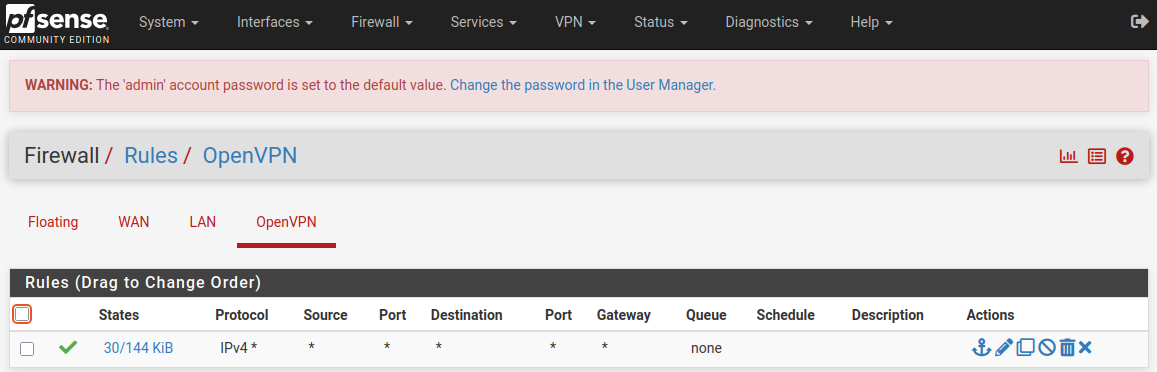 pfsense COMMUNITY EDITION
System Interfaces Firewall Services VPN Status Diagnostics Help
WARNING: The 'admin' account password is set to the default value. Change the password in the User Manager.
Firewall / Rules / OpenVPN
Floating WAN LAN OpenVPN
Rules (Drag to Change Order)
States Protocol Source Port Destination Port Gateway Queue Schedule Description Actions
30/144 KiB IPv4 * * * * * * none